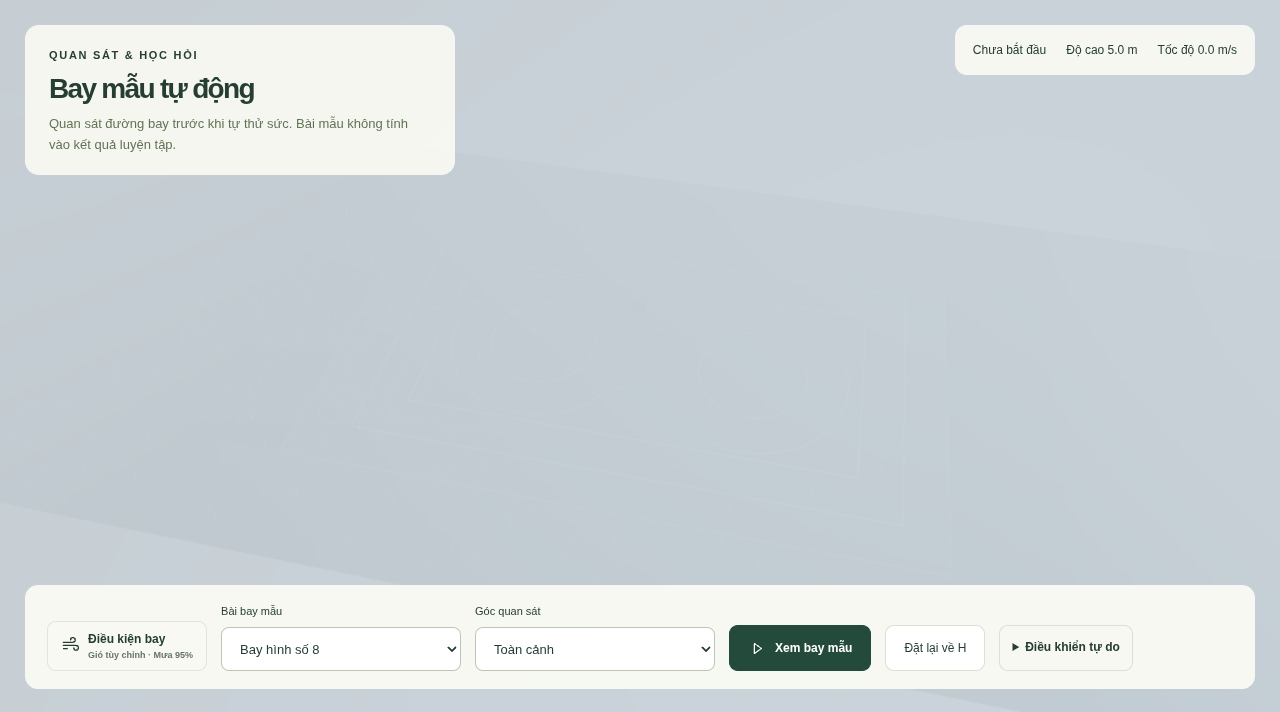 QUAN SÁT & HỌC HỎI
Bay mẫu tự động
Quan sát đường bay trước khi tự thử sức. Bài mẫu không tính
vào kết quả luyện tập.
Chưa bắt đầu Độ cao 5.0 m Tốc độ 0.0 m/s
Bài bay mẫu
Góc quan sát
Điều kiện bay
Gió tùy chỉnh · Mưa 95%
Bay hình số 8
Toàn cảnh
Xem bay mẫu
Đặt lại về H
Điều khiển tự do